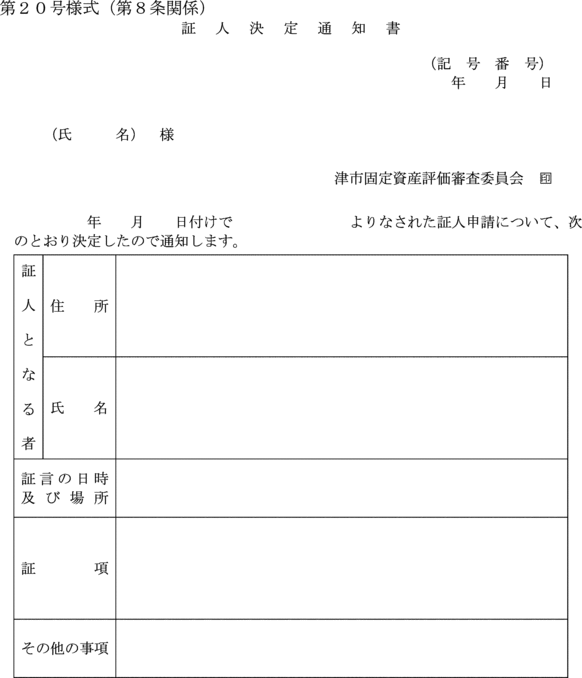 第20号様式（第8条関係）
証　人　決　定　通　知　書
（記　号　番　号）
年　　月　　日
（氏　　　名）　様
津市固定資産評価審査委員会　印
年　　月　　日付けで　　　　　　　　よりなされた証人申請について、次
のとおり決定したので通知します。
証人となる者
住　　所
氏　　名
証言の日時
及び場所
証　　　　項
その他の事項